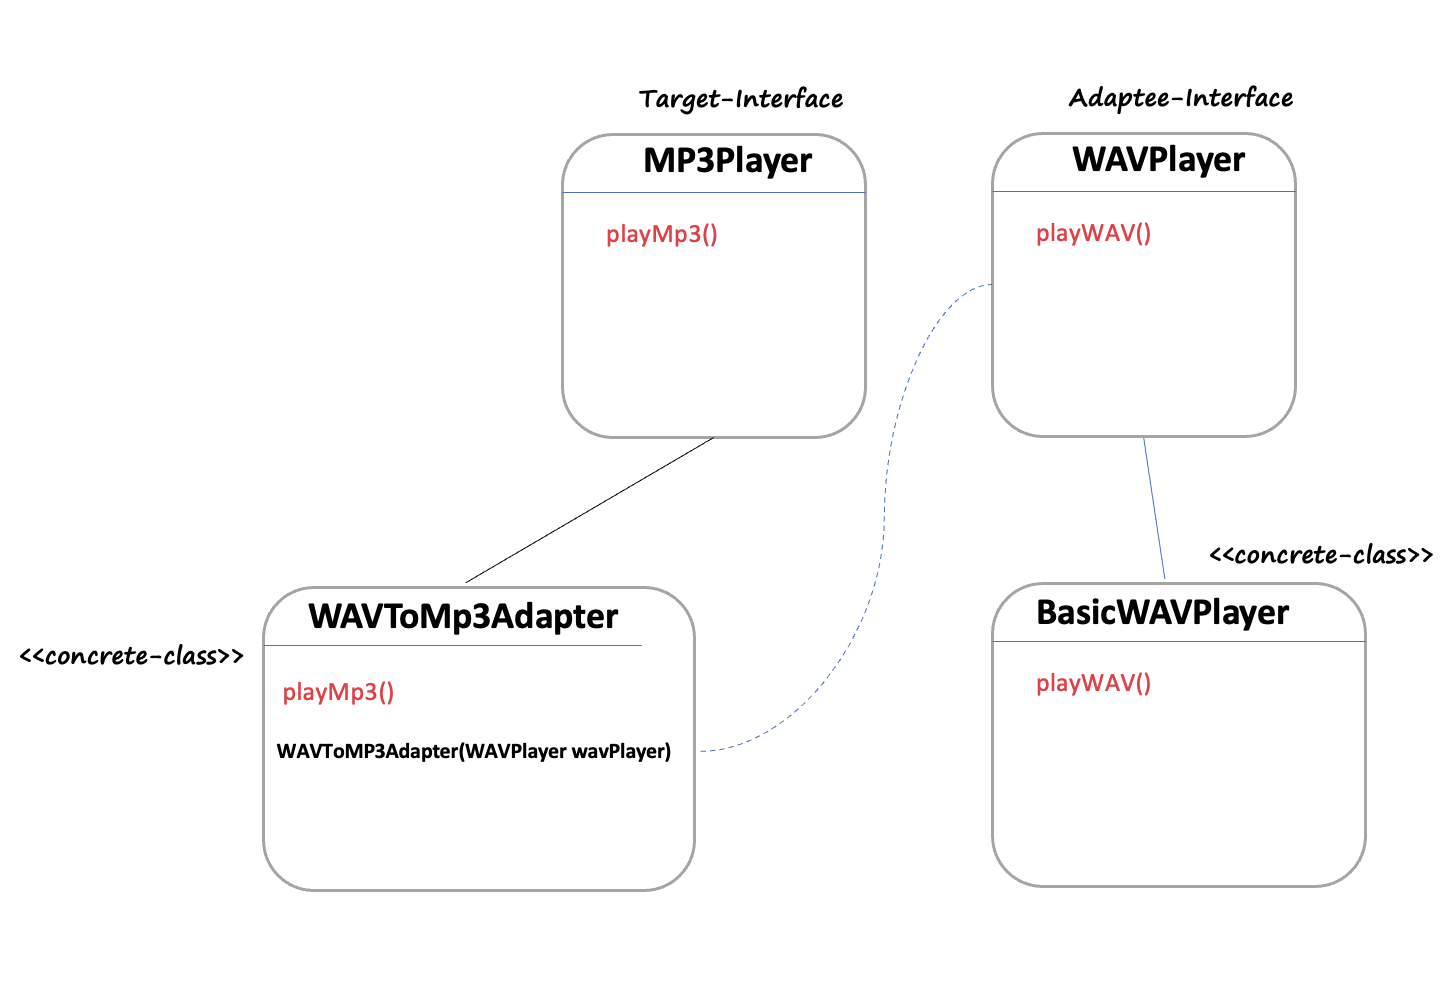 Target-Interface
MP3Player
playMp3()
Adaptee-Interface
WAVPlayer
playWAV()
<<concrete-class>>
WAVToMp3Adapter
playMp3()
WAVToMP3Adapter(WAVPlayer wavPlayer)
<<concrete-class>>
BasicWAVPlayer
playWAV()